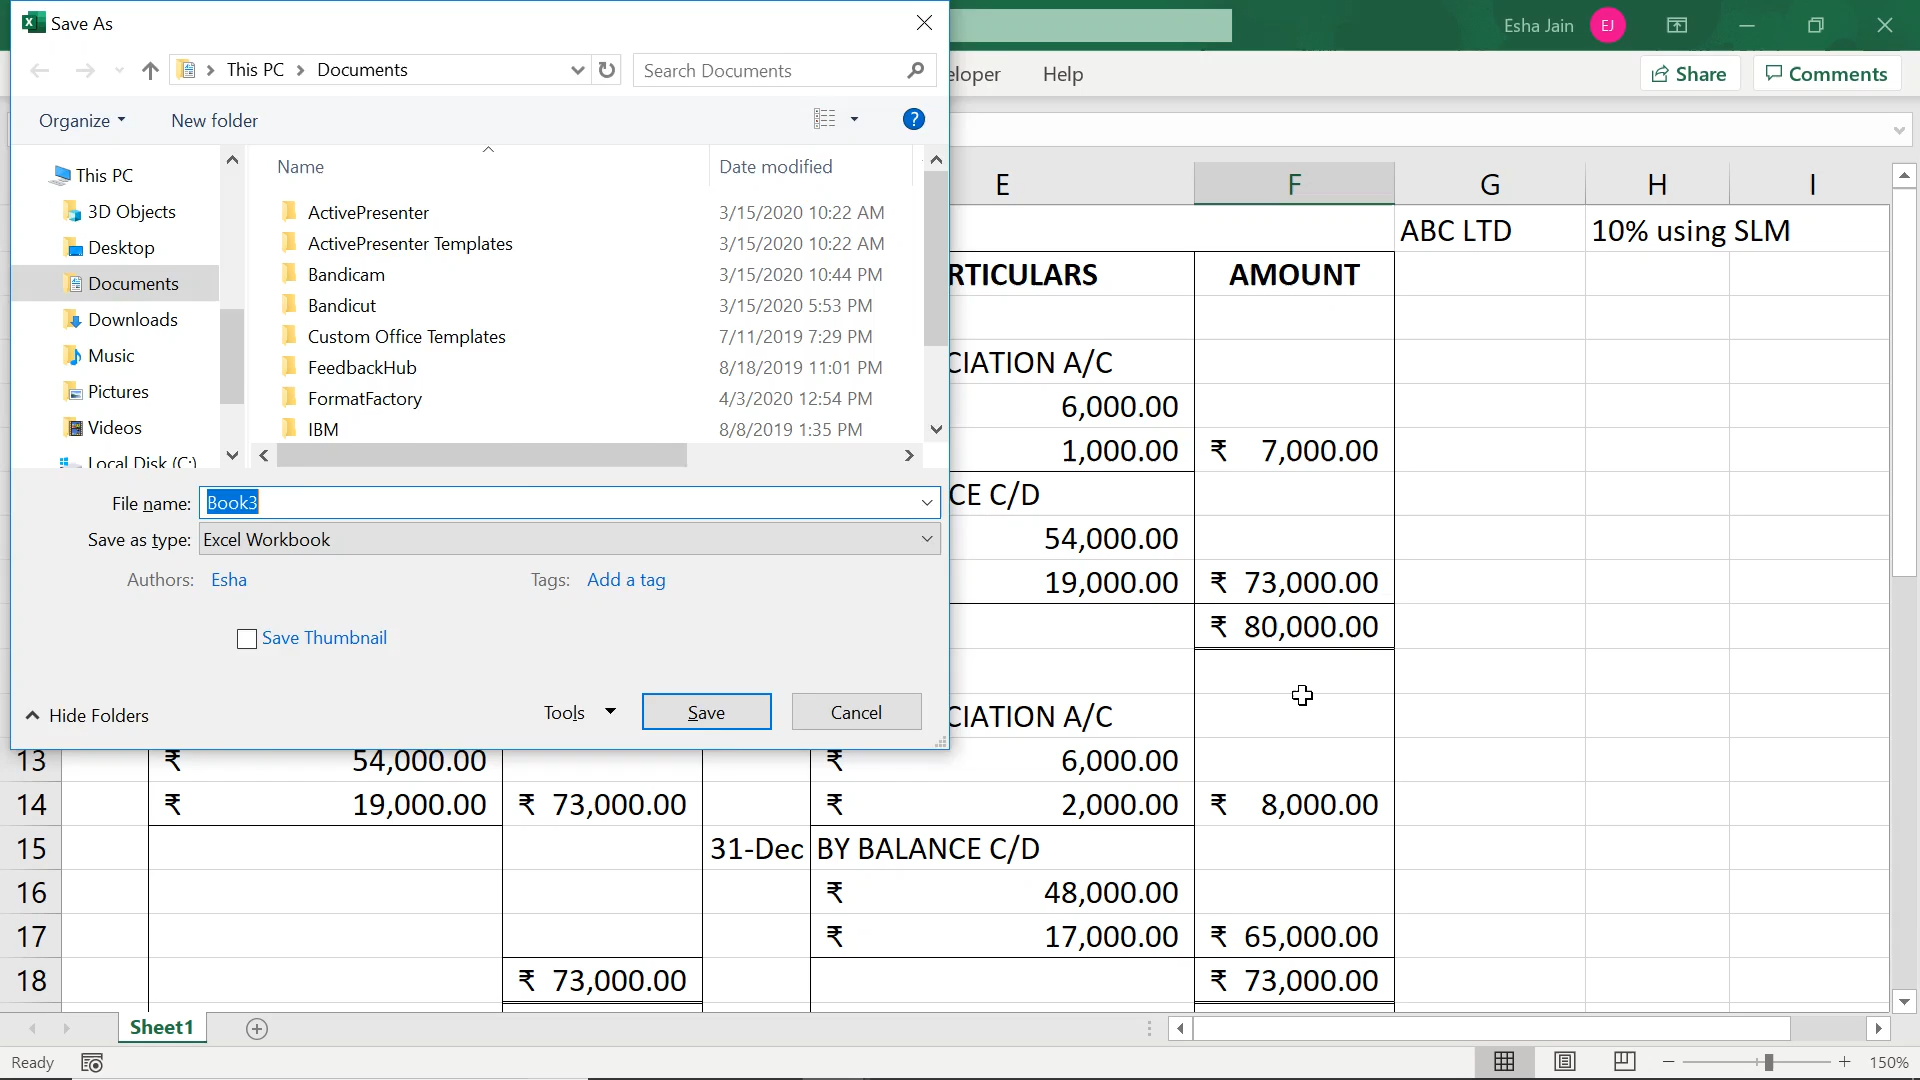 Save As
Esha Jain EJ
This PC > Documents
Search Documents
eloper Help Share Comments
Organize New folder ?
This PC
3D Objects
Desktop
Documents
Downloads
Music
Pictures
Videos
Local Disk (C:)
Name Date modified
ActivePresenter 3/15/2020 10:22 AM
ActivePresenter Templates 3/15/2020 10:22 AM
Bandicam 3/15/2020 10:44 PM
Bandicut 3/15/2020 5:53 PM
Custom Office Templates 7/11/2019 7:29 PM
FeedbackHub 8/18/2019 11:01 PM
FormatFactory 4/3/2020 12:54 PM
IBM 8/8/2019 1:35 PM
File name: Book3
Save as type: Excel Workbook
Authors: Esha Tags: Add a tag
Save Thumbnail
Hide Folders Tools Save Cancel
E F G H I
ABC LTD 10% using SLM
RTICULARS AMOUNT
CIATION A/C
6,000.00
1,000.00 ₹ 7,000.00
CE C/D
54,000.00
19,000.00 ₹ 73,000.00
₹ 80,000.00
CIATION A/C
13 ₹ 54,000.00 ₹ 6,000.00
14 ₹ 19,000.00 ₹ 73,000.00 ₹ 2,000.00 ₹ 8,000.00
15 31-Dec BY BALANCE C/D
16 ₹ 48,000.00
17 ₹ 17,000.00 ₹ 65,000.00
18 ₹ 73,000.00 ₹ 73,000.00
Sheet1
Ready 150%